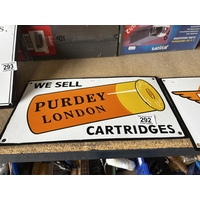 293
WE SELL
PURDEY
LONDON
292
CARTRIDGES